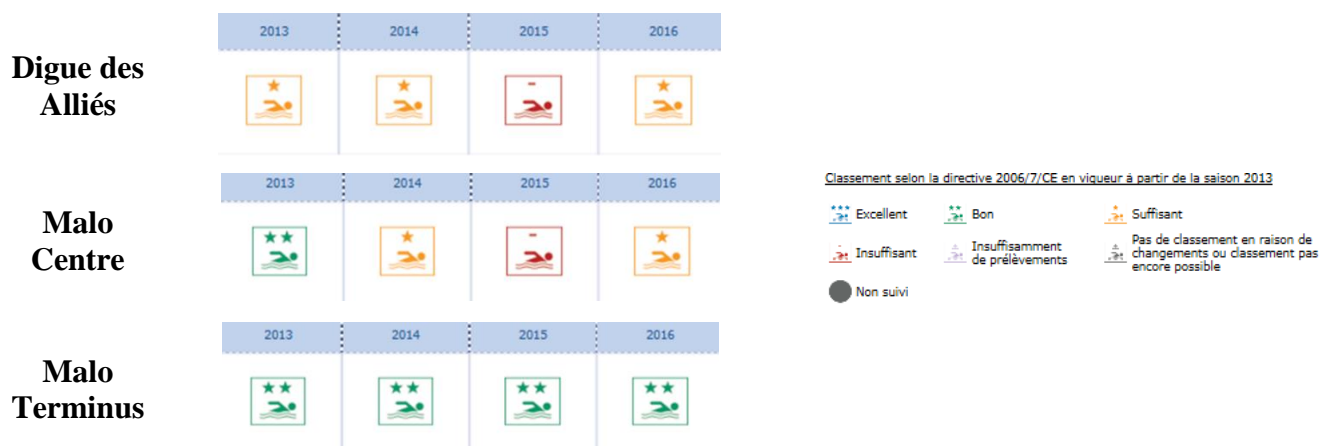 2013 2014 2015 2016
Digue des
Alliés
2013 2014 2015 2016
Malo
Centre
2013 2014 2015 2016
Malo
Terminus
Classement selon la directive 2006/7/CE en vigueur à partir de la saison 2013
Excellent Bon Suffisant
Insuffisant
Insuffisamment
de prélèvements
Pas de classement en raison de
changements ou classement pas
encore possible
Non suivi